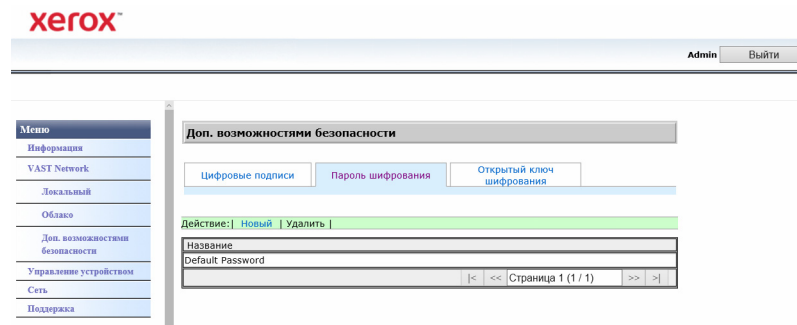 xerox™
Admin Выйти
Меню
Информация
VAST Network
Локальный
Облако
Доп. возможностями
безопасности
Управление устройством
Сеть
Поддержка
Доп. возможностями безопасности
Цифровые подписи
Пароль шифрования
Открытый ключ
шифрования
Действие:| Новый | Удалить |
Название
Default Password
|< << Страница 1 (1 / 1) >> >|